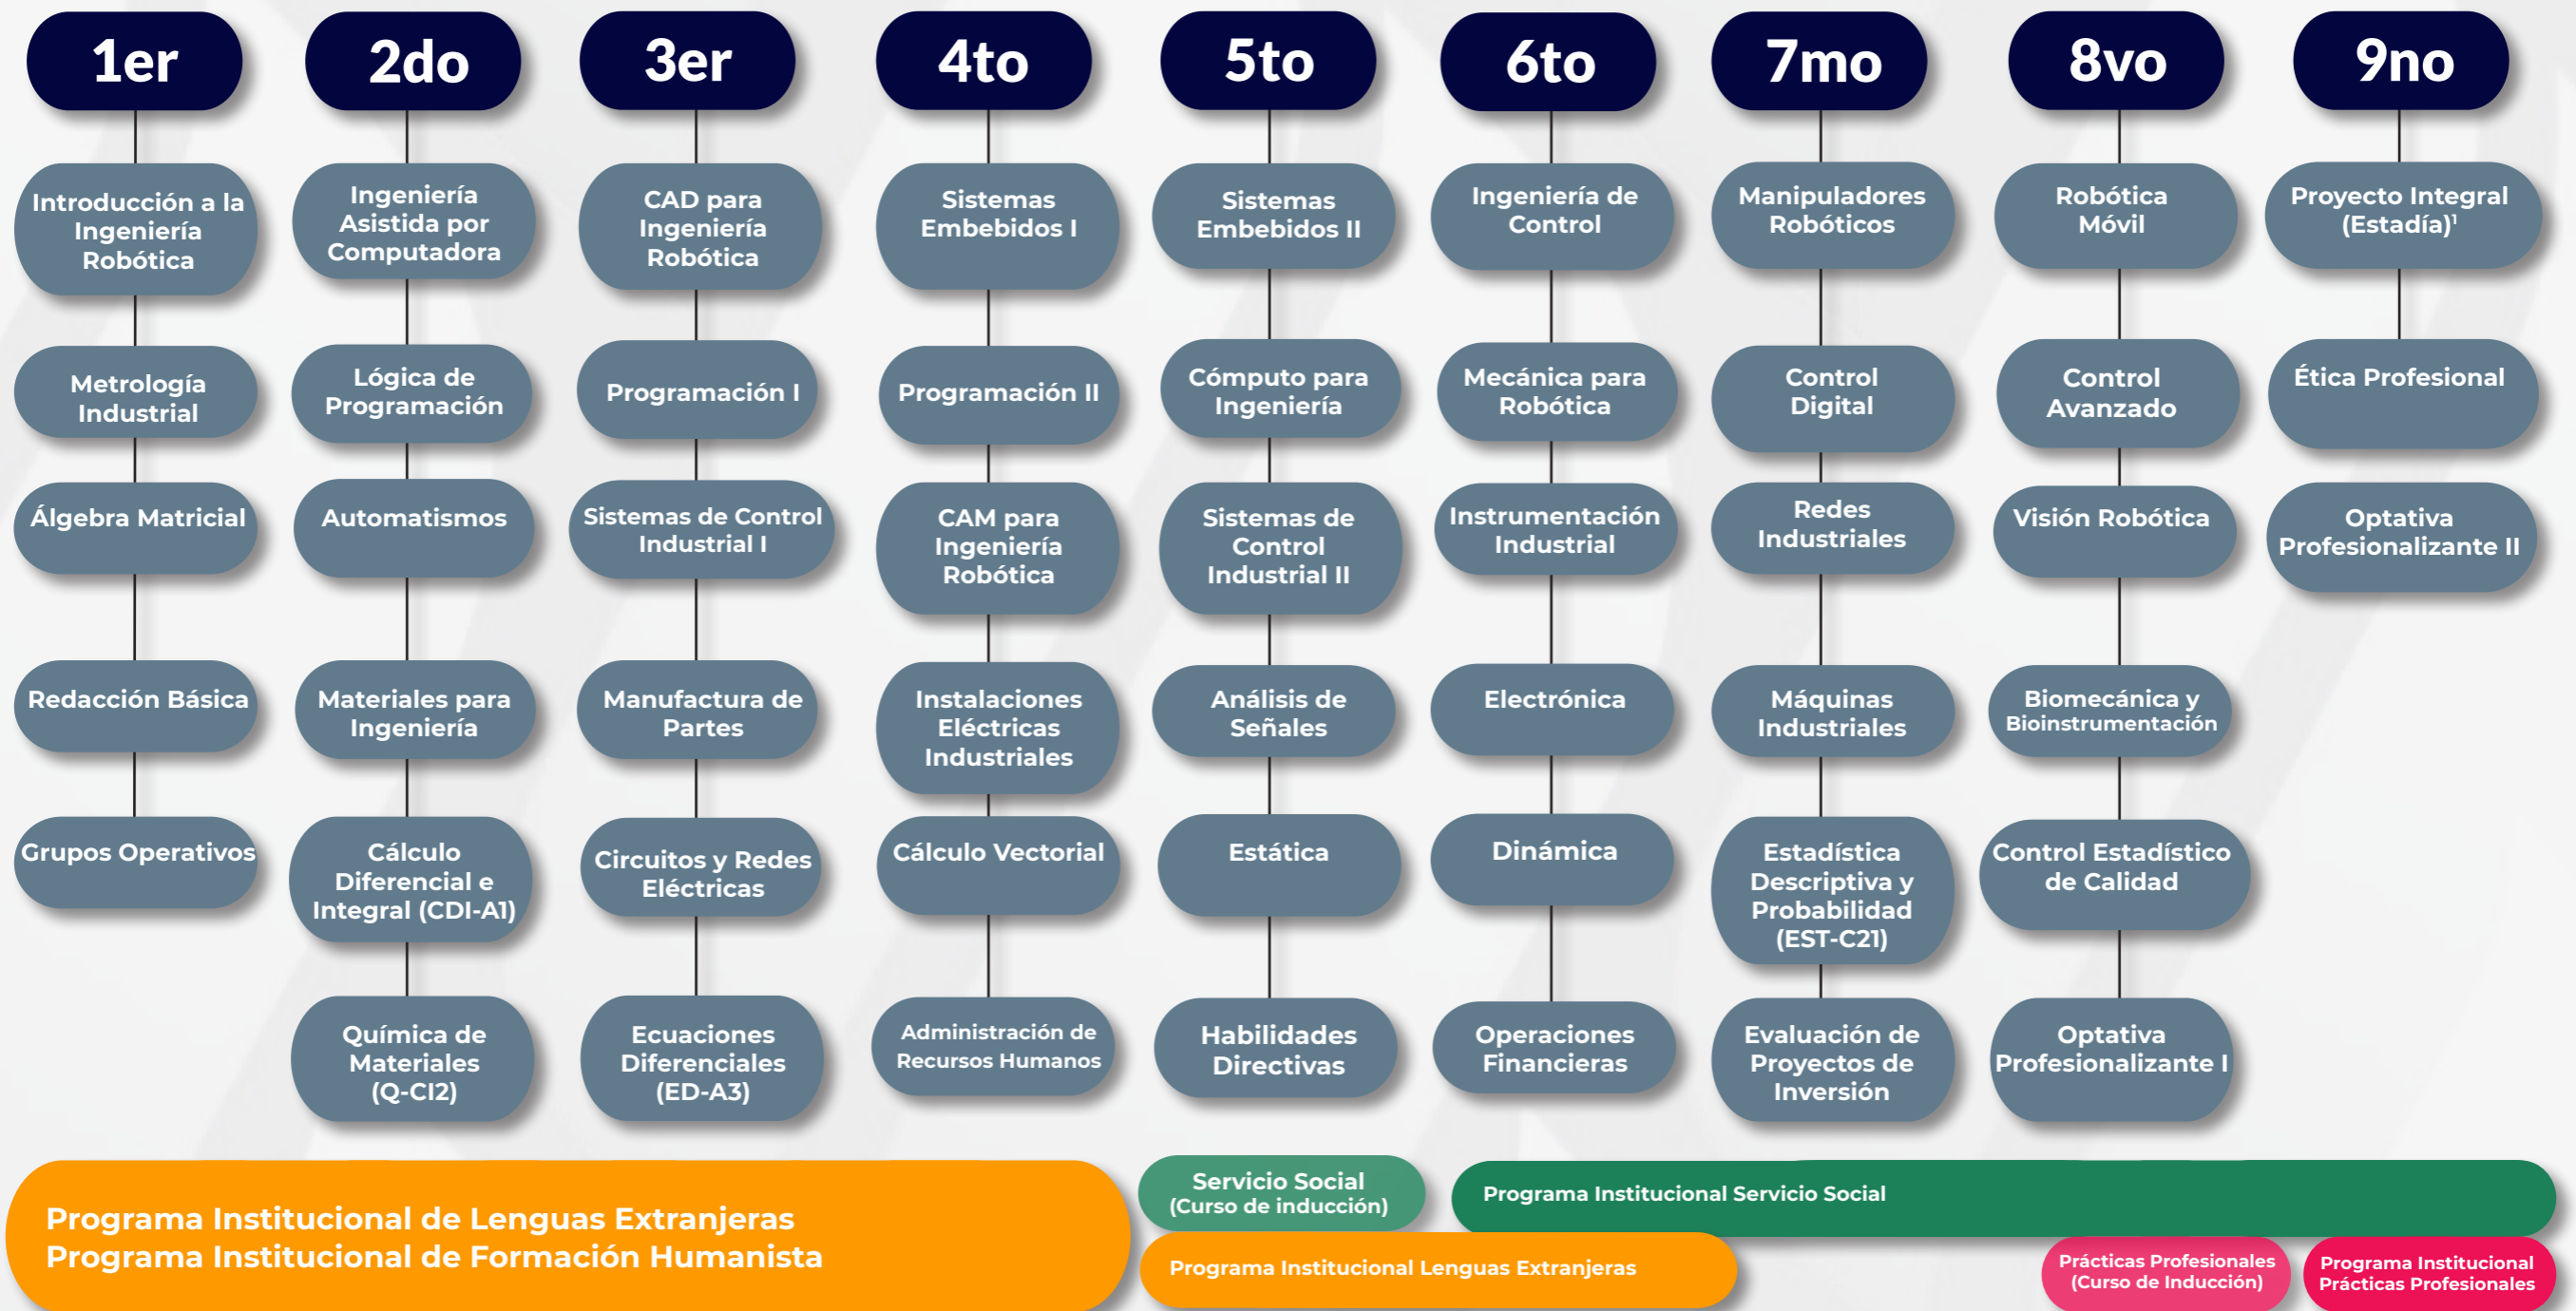 1er
Introducción a la
Ingeniería
Robótica
Metrología
Industrial
Álgebra Matricial
Redacción Básica
Grupos Operativos
2do
Ingeniería
Asistida por
Computadora
Lógica de
Programación
Automatismos
Materiales para
Ingeniería
Cálculo
Diferencial e
Integral (CDI-A1)
Química de
Materiales
(Q-CI2)
3er
CAD para
Ingeniería
Robótica
Programación I
Sistemas de Control
Industrial I
Manufactura de
Partes
Circuitos y Redes
Eléctricas
Ecuaciones
Diferenciales
(ED-A3)
4to
Sistemas
Embebidos I
Programación II
CAM para
Ingeniería
Robótica
Instalaciones
Eléctricas
Industriales
Cálculo Vectorial
Administración de
Recursos Humanos
5to
Sistemas
Embebidos II
Cómputo para
Ingeniería
Sistemas de
Control
Industrial II
Análisis de
Señales
Estática
Habilidades
Directivas
6to
Ingeniería de
Control
Mecánica para
Robótica
Instrumentación
Industrial
Electrónica
Dinámica
Operaciones
Financieras
7mo
Manipuladores
Robóticos
Control
Digital
Redes
Industriales
Máquinas
Industriales
Estadística
Descriptiva y
Probabilidad
(EST-C21)
Evaluación de
Proyectos de
Inversión
8vo
Robótica
Móvil
Control
Avanzado
Visión Robótica
Biomecánica y
Bioinstrumentación
Control Estadístico
de Calidad
Optativa
Profesionalizante I
9no
Proyecto Integral
(Estadía)¹
Ética Profesional
Optativa
Profesionalizante II
Programa Institucional de Lenguas Extranjeras
Programa Institucional de Formación Humanista
Servicio Social
(Curso de inducción)
Programa Institucional Servicio Social
Programa Institucional Lenguas Extranjeras
Prácticas Profesionales
(Curso de Inducción)
Programa Institucional
Prácticas Profesionales